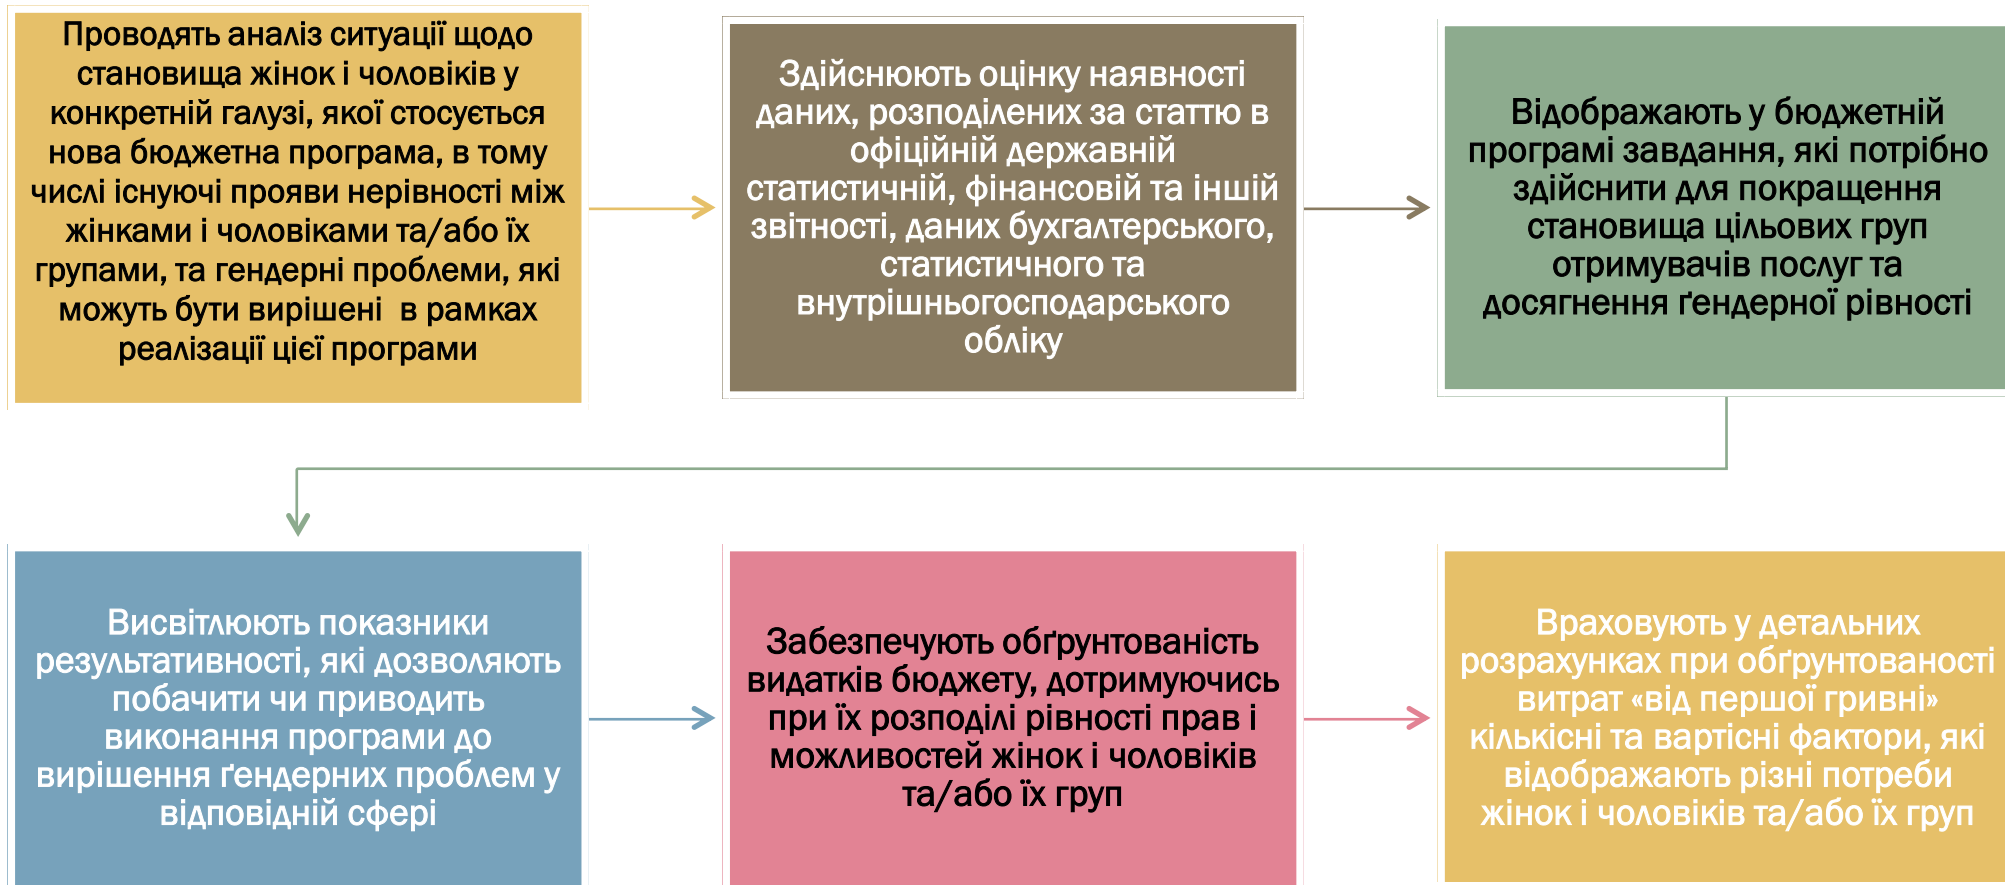 Проводять аналіз ситуації щодо
становища жінок і чоловіків у
конкретній галузі, якої стосується
нова бюджетна програма, в тому
числі існуючі прояви нерівності між
жінками і чоловіками та/або їх
групами, та гендерні проблеми, які
можуть бути вирішені  в рамках
реалізації цієї програми
Здійснюють оцінку наявності
даних, розподілених за статтю в
офіційній державній
статистичній, фінансовій та іншій
звітності, даних бухгалтерського,
статистичного та
внутрішньогосподарського
обліку
Відображають у бюджетній
програмі завдання, які потрібно
здійснити для покращення
становища цільових груп
отримувачів послуг та
досягнення ґендерної рівності
Висвітлюють показники
результативності, які дозволяють
побачити чи приводить
виконання програми до
вирішення ґендерних проблем у
відповідній сфері
Забезпечують обґрунтованість
видатків бюджету, дотримуючись
при їх розподілі рівності прав і
можливостей жінок і чоловіків
та/або їх груп
Враховують у детальних
розрахунках при обґрунтованості
витрат «від першої гривні»
кількісні та вартісні фактори, які
відображають різні потреби
жінок і чоловіків та/або їх груп